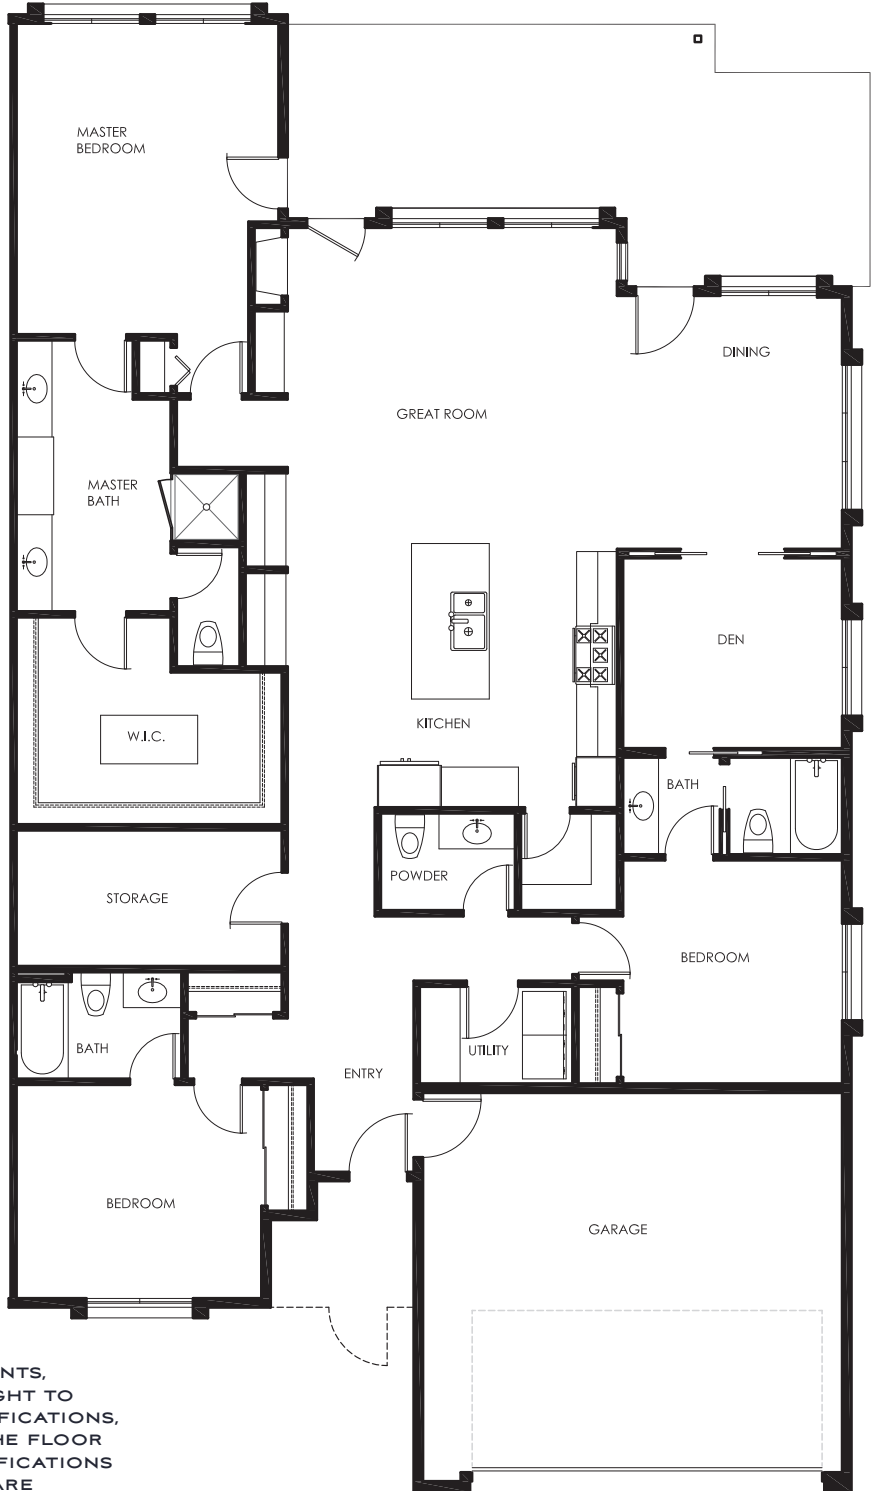 MASTER
BEDROOM
DINING
GREAT ROOM
MASTER
BATH
DEN
KITCHEN
W.I.C.
BATH
POWDER
STORAGE
BEDROOM
BATH
UTILITY
ENTRY
BEDROOM
GARAGE
NTS,
GHT TO
FICATIONS,
HE FLOOR
FICATIONS
ARE